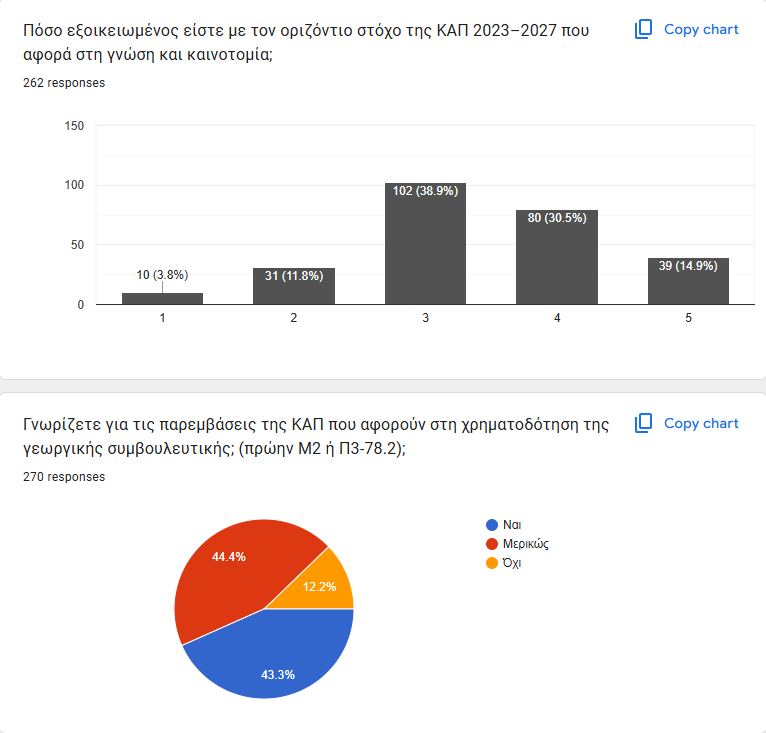 Πόσο εξοικειωμένος είστε με τον οριζόντιο στόχο της ΚΑΠ 2023–2027 που
αφορά στη γνώση και καινοτομία;
Copy chart
262 responses
150
100
50
0
10 (3.8%)
31 (11.8%)
102 (38.9%)
80 (30.5%)
39 (14.9%)
1
2
3
4
5
Γνωρίζετε για τις παρεμβάσεις της ΚΑΠ που αφορούν στη χρηματοδότηση της
γεωργικής συμβουλευτικής; (πρώην Μ2 ή Π3-78.2);
Copy chart
270 responses
44.4%
12.2%
43.3%
Ναι
Μερικώς
Όχι